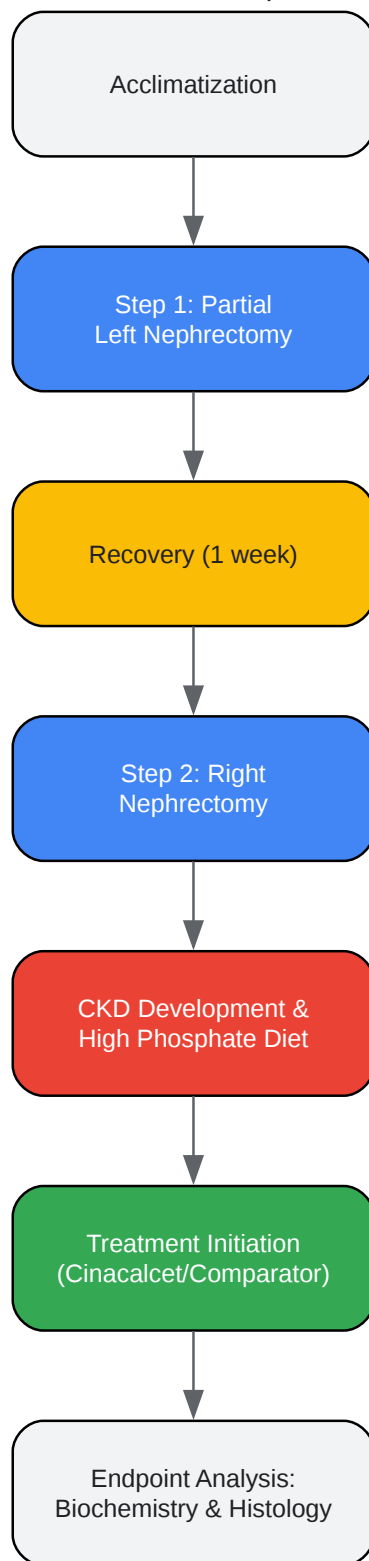 Acclimatization
Step 1: Partial
Left Nephrectomy
Recovery (1 week)
Step 2: Right
Nephrectomy
CKD Development &
High Phosphate Diet
Treatment Initiation
(Cinacalcet/Comparator)
Endpoint Analysis:
Biochemistry & Histology